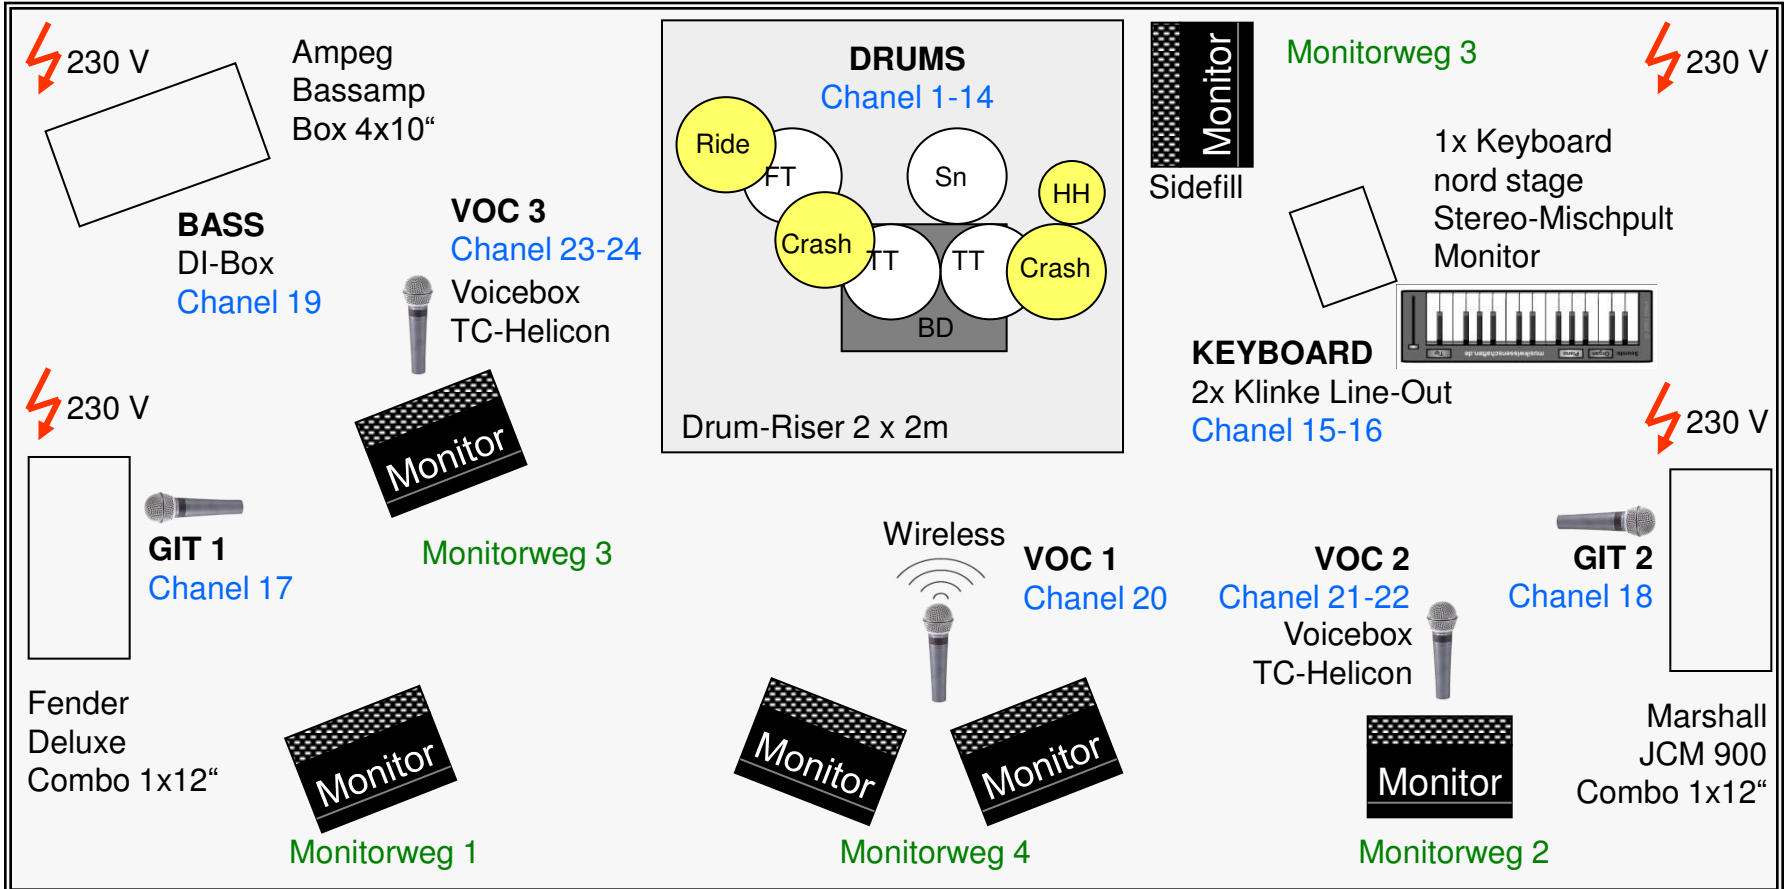 230 V
Ampeg
Bassamp
Box 4x10“
BASS
DI-Box
Chanel 19
VOC 3
Chanel 23-24
Voicebox
TC-Helicon
Monitor
Monitorweg 3
DRUMS
Chanel 1-14
Ride
FT
Sn
HH
Crash
TT
TT
Crash
BD
Drum-Riser 2 x 2m
Monitor
Sidefill
Monitorweg 3
230 V
1x Keyboard
nord stage
Stereo-Mischpult
Monitor
musikwissenschaften.de
KEYBOARD
2x Klinke Line-Out
Chanel 15-16
230 V
GIT 1
Chanel 17
Fender
Deluxe
Combo 1x12“
Monitor
Monitorweg 1
Wireless
VOC 1
Chanel 20
Monitor
Monitor
Monitorweg 4
VOC 2
Chanel 21-22
Voicebox
TC-Helicon
Monitor
Monitorweg 2
230 V
GIT 2
Chanel 18
Marshall
JCM 900
Combo 1x12“